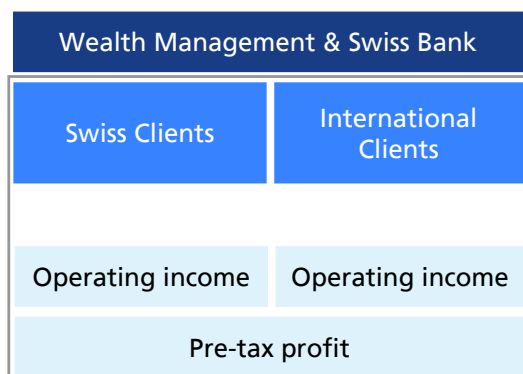 Wealth Management & Swiss Bank
Swiss Clients
International
Clients
Operating income
Operating income
Pre-tax profit